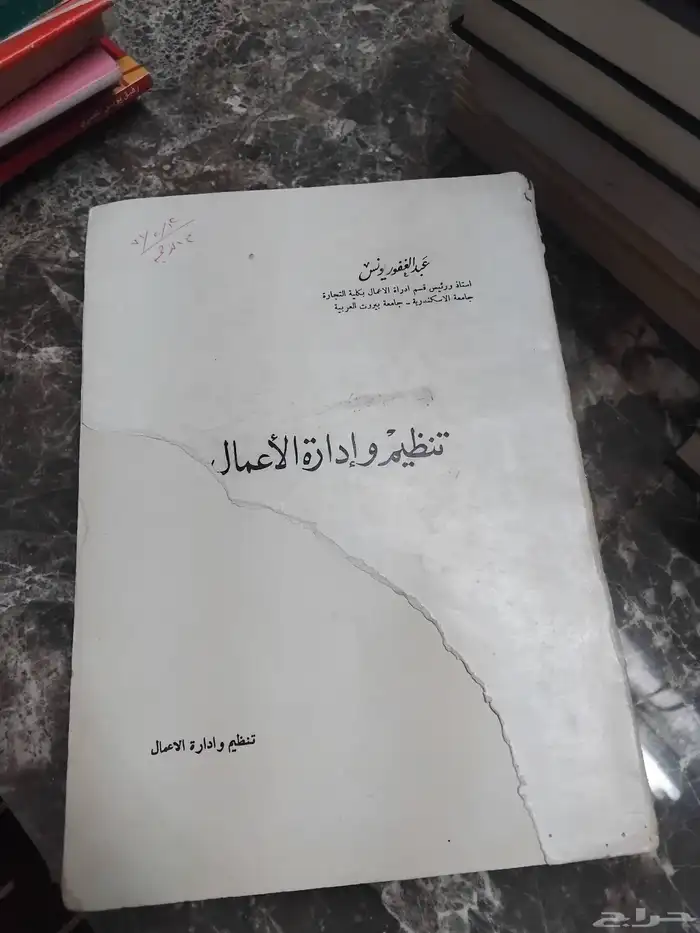 عبد الغفور يونس
استاذ ورئيس قسم ادراة الاعمال بكلية التجارة
جامعة الاسكندرية - جامعة بيروت العربية
تنظيم وإدارة الأعمال
تنظيم وادارة الاعمال
حراج